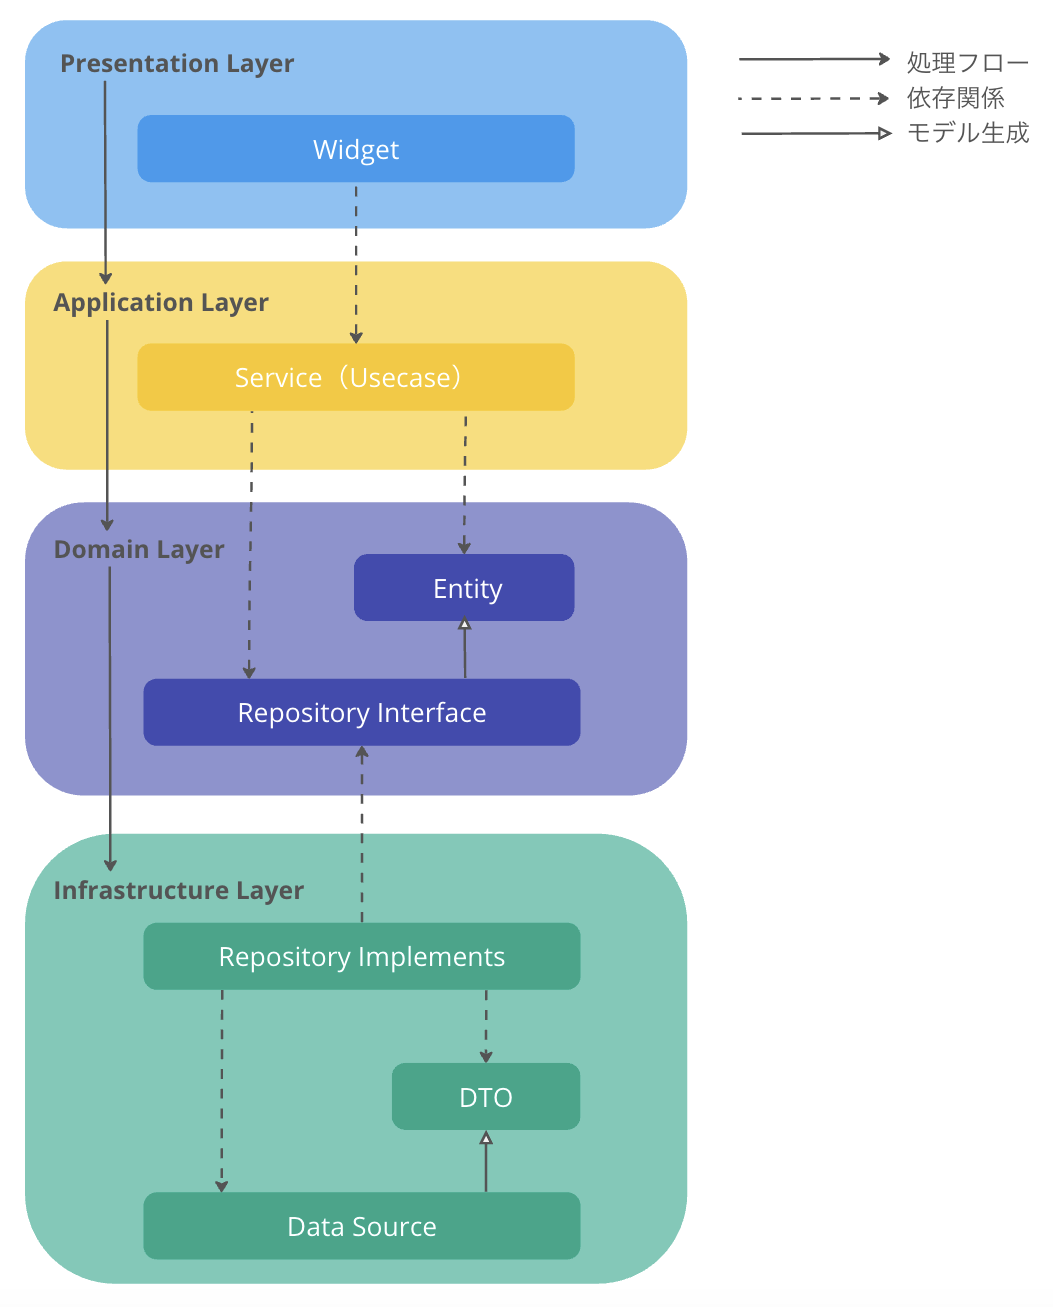 Presentation Layer
Widget
Application Layer
Service（Usecase）
Domain Layer
Entity
Repository Interface
Infrastructure Layer
Repository Implements
DTO
Data Source
処理フロー
依存関係
モデル生成